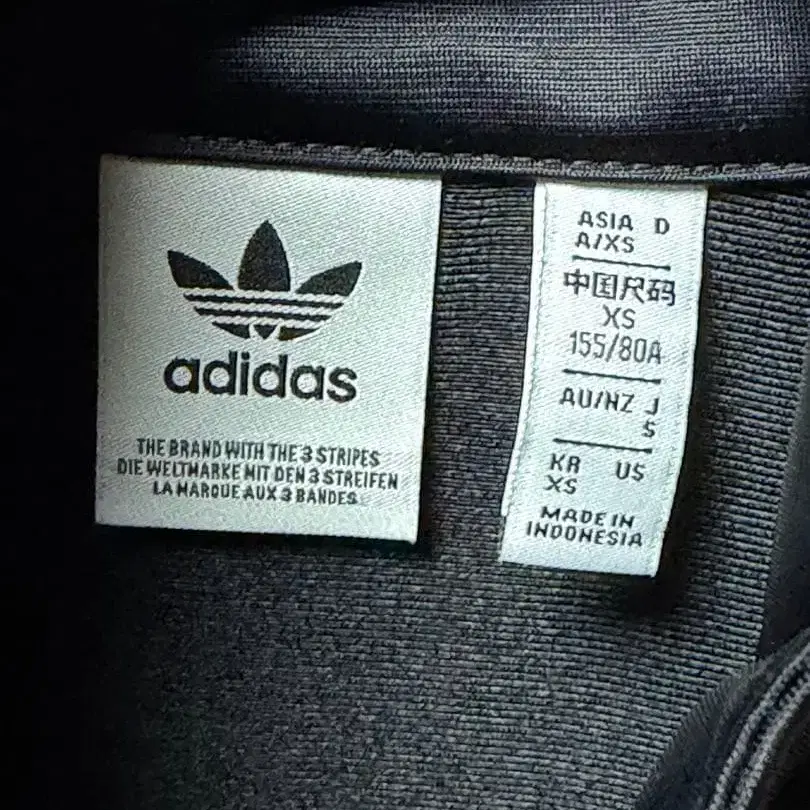 adidas
THE BRAND WITH THE 3 STRIPES
DIE WELTMARKE MIT DEN 3 STREIFEN
LA MARQUE AUX 3 BANDES
ASIA D
A/XS
中国尺码
XS
155/80A
AU/NZ J
S
KR US
XS
MADE IN
INDONESIA